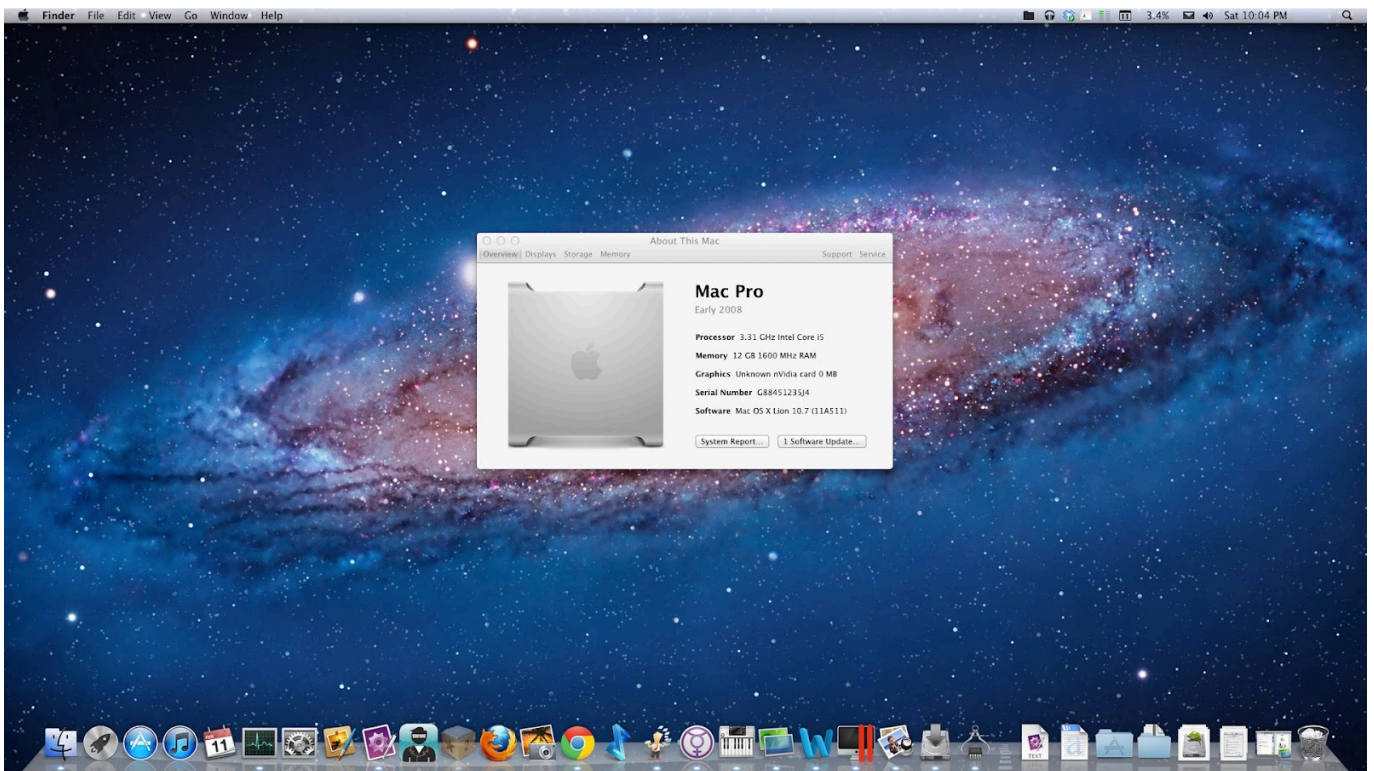 Finder File Edit View Go Window Help 3.4% Sat 10:04 PM
About This Mac
Overview Displays Storage Memory Support Service
Mac Pro
Early 2008
Processor 3.31 GHz Intel Core i5
Memory 12 GB 1600 MHz RAM
Graphics Unknown nVidia card 0 MB
Serial Number G88451235J4
Software Mac OS X Lion 10.7 (11A511)
System Report... 1 Software Update...
FEB
11
TEXT